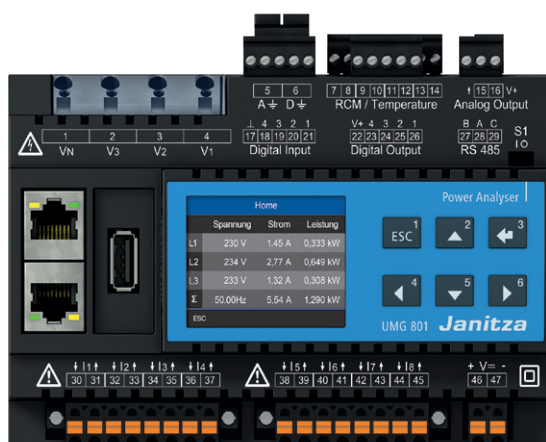 5 6
A D
7 8 9 10 11 12 13 14
RCM / Temperature
15 16 V+
Analog Output
1 2 3 4
VN V3 V2 V1
⊥ 4 3 2 1
17 18 19 20 21
Digital Input
V+ 4 3 2 1
22 23 24 25 26
Digital Output
B A C
27 28 29
RS 485
S1
I O
Power Analyser
Home
Spannung Strom Leistung
L1 230 V 1,45 A 0,333 kW
L2 234 V 2,77 A 0,649 kW
L3 233 V 1,32 A 0,308 kW
Σ 50.00Hz 5,54 A 1,290 kW
ESC
ESC 1
2
3
4
5
6
UMG 801 Janitza
↓ I1 ↑ ↓ I2 ↑ ↓ I3 ↑ ↓ I4 ↑
30 31 32 33 34 35 36 37
↓ I5 ↑ ↓ I6 ↑ ↓ I7 ↑ ↓ I8 ↑
38 39 40 41 42 43 44 45
+ V= -
46 47